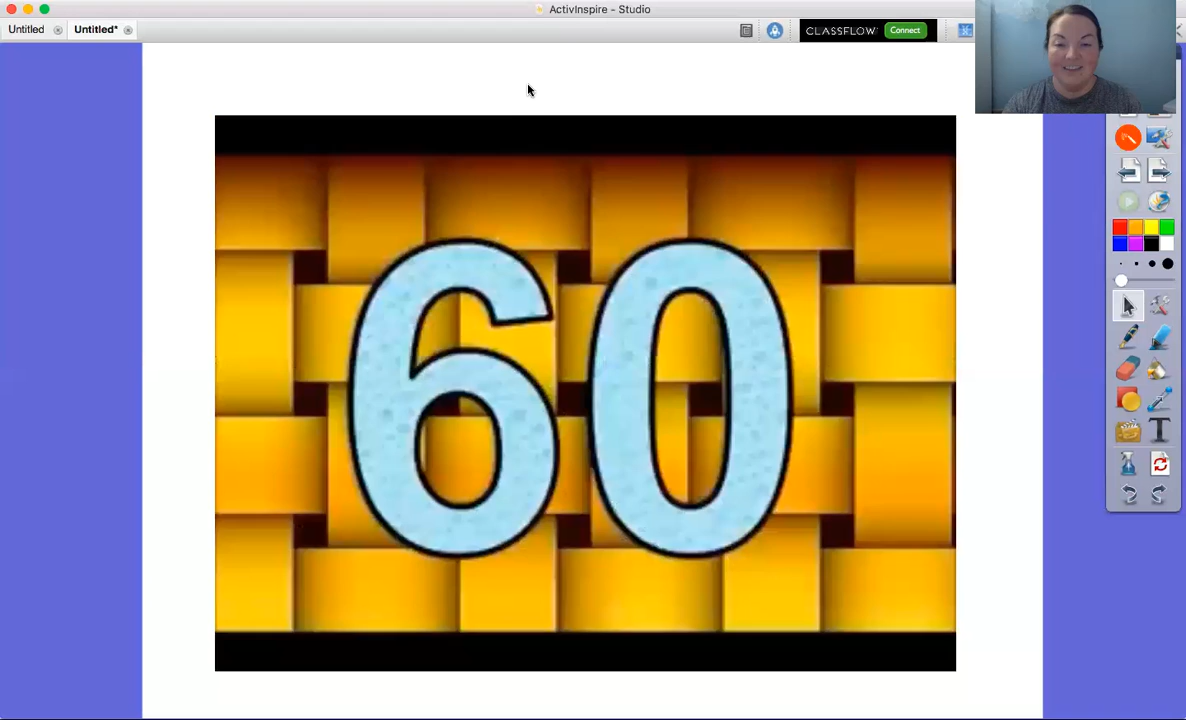 ActivInspire - Studio
Untitled
Untitled*
CLASSFLOW
Connect
60
T